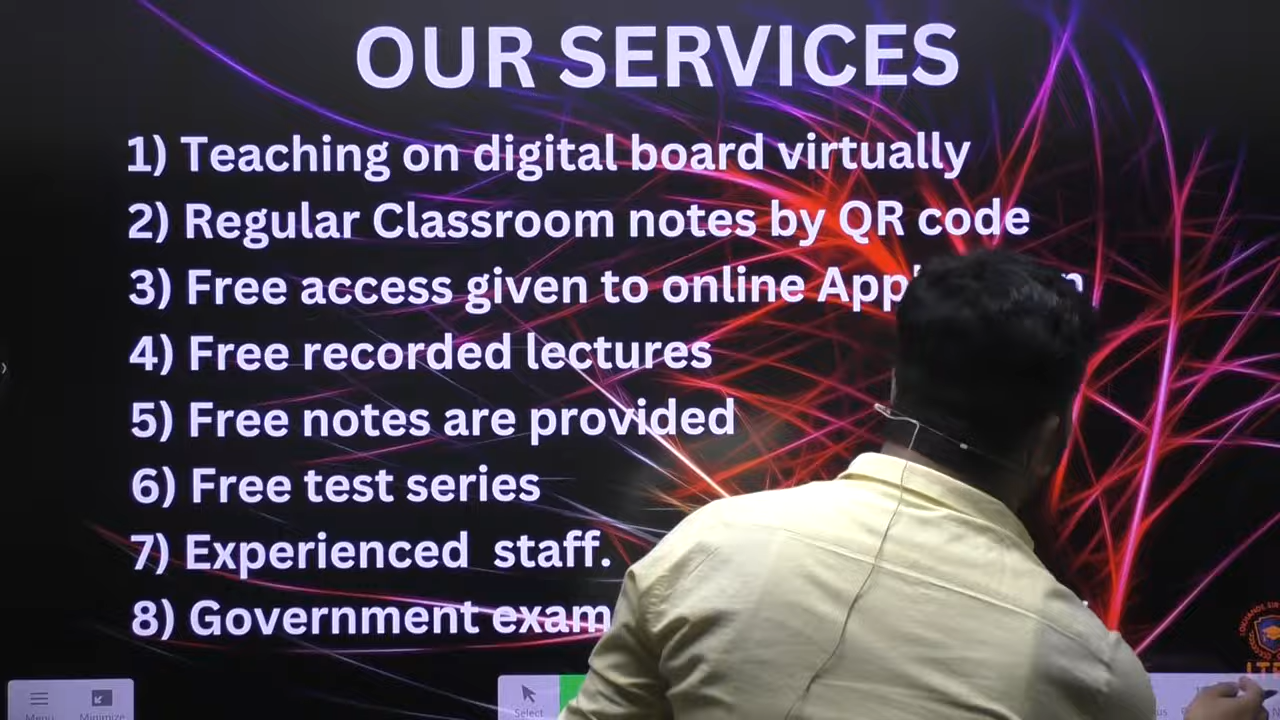 OUR SERVICES
1) Teaching on digital board virtually
2) Regular Classroom notes by QR code
3) Free access given to online
4) Free recorded lectures
5) Free notes are provided
6) Free test series
7) Experienced staff.
8) Government exam
Menu
Minimize
Select